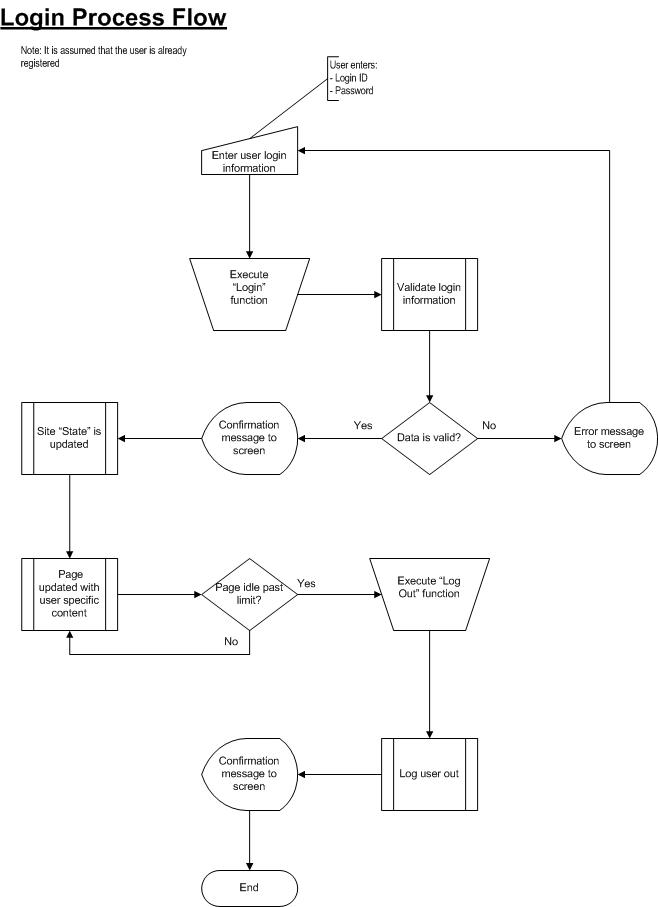 Login Process Flow
Note: It is assumed that the user is already
registered
User enters:
- Login ID
- Password
Enter user login
information
Execute
“Login”
function
Validate login
information
Site “State” is
updated
Confirmation
message to
screen
Yes
Data is valid?
No
Error message
to screen
Page
updated with
user specific
content
Page idle past
limit?
Yes
No
Execute “Log
Out” function
Confirmation
message to
screen
Log user out
End